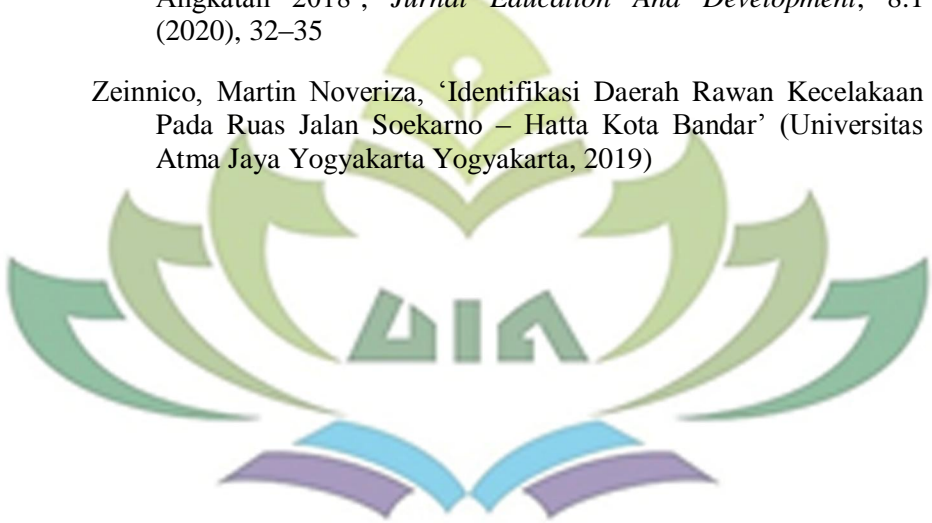 Angkatan 2018', Jurnal Education And Development, 8.1
(2020), 32–35
Zeinnico, Martin Noveriza, ‘Identifikasi Daerah Rawan Kecelakaan
Pada Ruas Jalan Soekarno – Hatta Kota Bandar’ (Universitas
Atma Jaya Yogyakarta Yogyakarta, 2019)
UIN